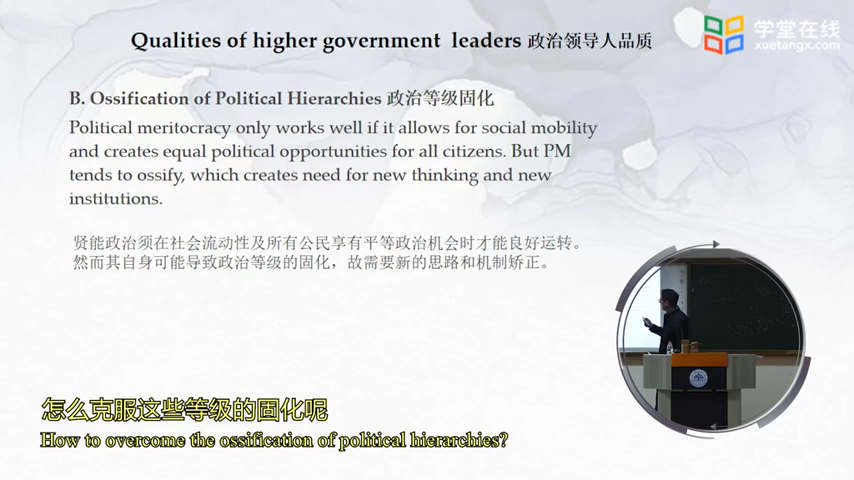 学堂在线
xuetangx.com
Qualities of higher government leaders 政治领导人品质
B. Ossification of Political Hierarchies 政治等级固化
Political meritocracy only works well if it allows for social mobility
and creates equal political opportunities for all citizens. But PM
tends to ossify, which creates need for new thinking and new
institutions.
贤能政治须在社会流动性及所有公民享有平等政治机会时才能良好运转。
然而其自身可能导致政治等级的固化，故需要新的思路和机制矫正。
怎么克服这些等级的固化呢
How to overcome the ossification of political hierarchies?